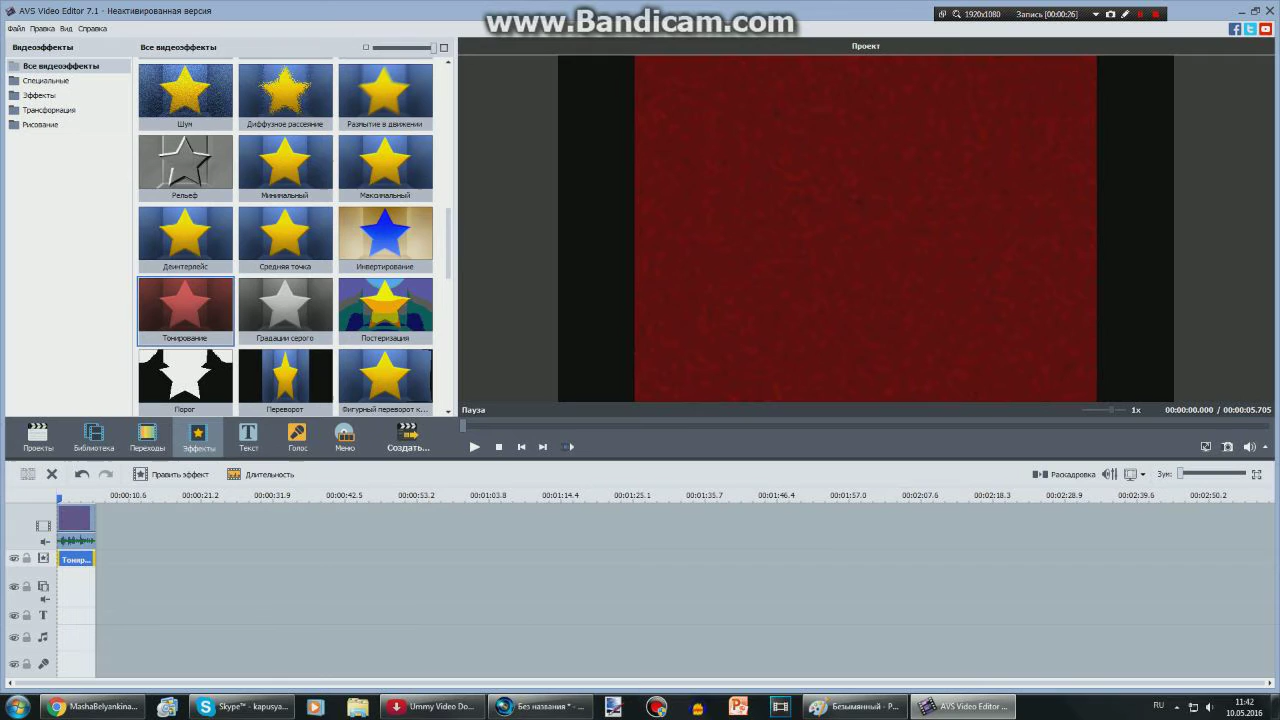 AVS Video Editor 7.1 - Неактивированная версия
www.Bandicam.com
1920x1080
Запись [00:00:26]
Файл Правка Вид Справка
Видеоэффекты
Все видеоэффекты
Проект
Все видеоэффекты
Специальные
Эффекты
Трансформация
Рисование
Шум
Диффузное рассеяние
Размытие в движении
Рельеф
Минимальный
Максимальный
Деинтерлейс
Средняя точка
Инвертирование
Тонирование
Градации серого
Постеризация
Порог
Переворот
Фигурный переворот к...
Пауза
1x
00:00:00.000 / 00:00:05.705
Проекты
Библиотека
Переходы
Эффекты
Текст
Голос
Меню
Создать...
Править эффект
Длительность
Раскадровка
Зум:
00:00:10.6 00:00:21.2 00:00:31.9 00:00:42.5 00:00:53.2 00:01:03.8 00:01:14.4 00:01:25.1 00:01:35.7 00:01:46.4 00:01:57.0 00:02:07.6 00:02:18.3 00:02:28.9 00:02:39.6 00:02:50.2
Тонир...
T
MashaBelyankina...
Skype™ - kapusya...
Ummy Video Do...
Без названия * - ...
Безымянный - P...
AVS Video Editor ...
RU
11:42
10.05.2016